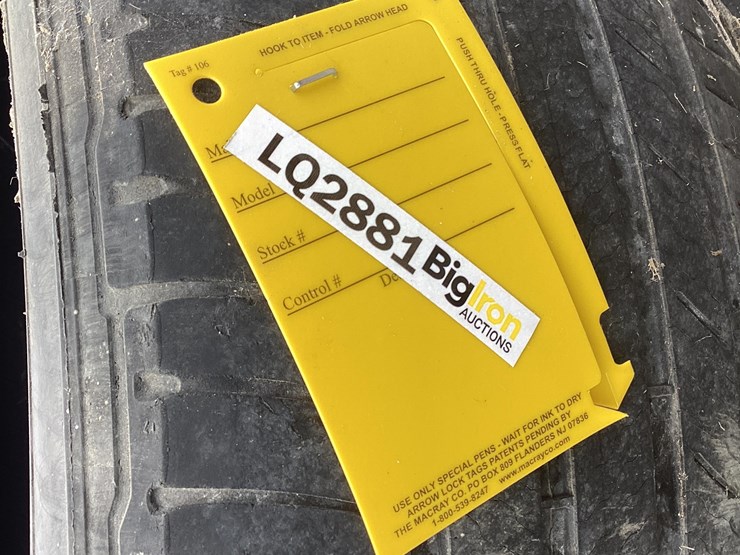 Tag # 106
HOOK TO ITEM - FOLD ARROW HEAD
PUSH THRU HOLE - PRESS FLAT
Model
Stock #
Control #
LQ2881 BigIron
AUCTIONS
USE ONLY SPECIAL PENS - WAIT FOR INK TO DRY
ARROW LOCK TAGS PATENTS PENDING BY
THE MACRAY CO. PO BOX 809 FLANDERS NJ 07836
1-800-539-8247 www.macrayco.com